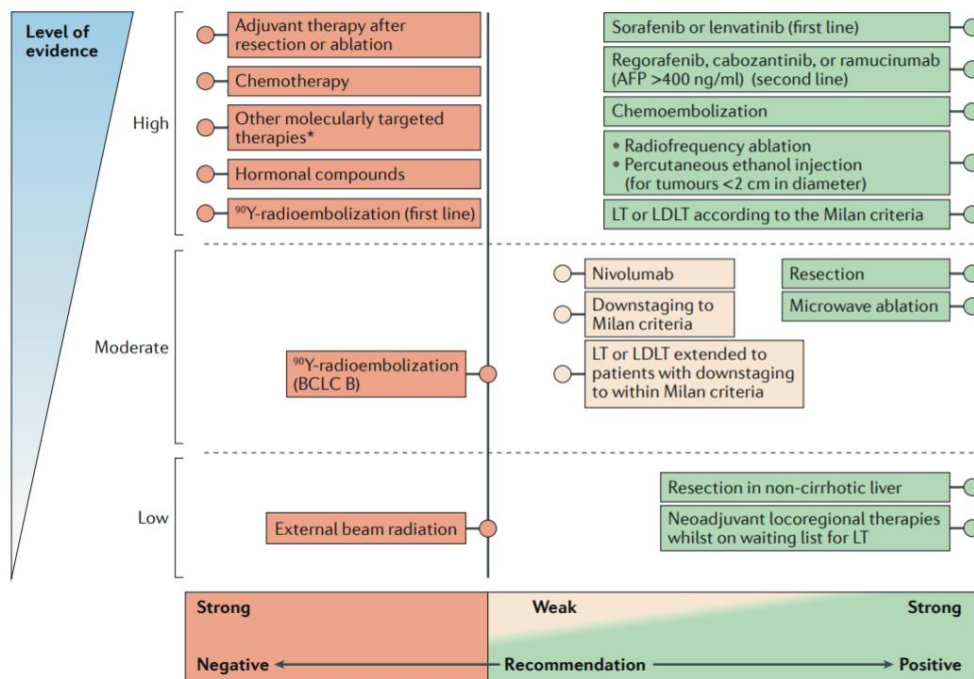 Level of
evidence
High
Adjuvant therapy after
resection or ablation
Chemotherapy
Other molecularly targeted
therapies*
Hormonal compounds
⁹⁰Y-radioembolization (first line)
Sorafenib or lenvatinib (first line)
Regorafenib, cabozantinib, or ramucirumab
(AFP >400 ng/ml) (second line)
Chemoembolization
• Radiofrequency ablation
• Percutaneous ethanol injection
(for tumours <2 cm in diameter)
LT or LDLT according to the Milan criteria
Moderate
⁹⁰Y-radioembolization
(BCLC B)
Nivolumab
Downstaging to
Milan criteria
LT or LDLT extended to
patients with downstaging
to within Milan criteria
Resection
Microwave ablation
Low
External beam radiation
Resection in non-cirrhotic liver
Neoadjuvant locoregional therapies
whilst on waiting list for LT
Strong
Weak
Strong
Negative
Recommendation
Positive